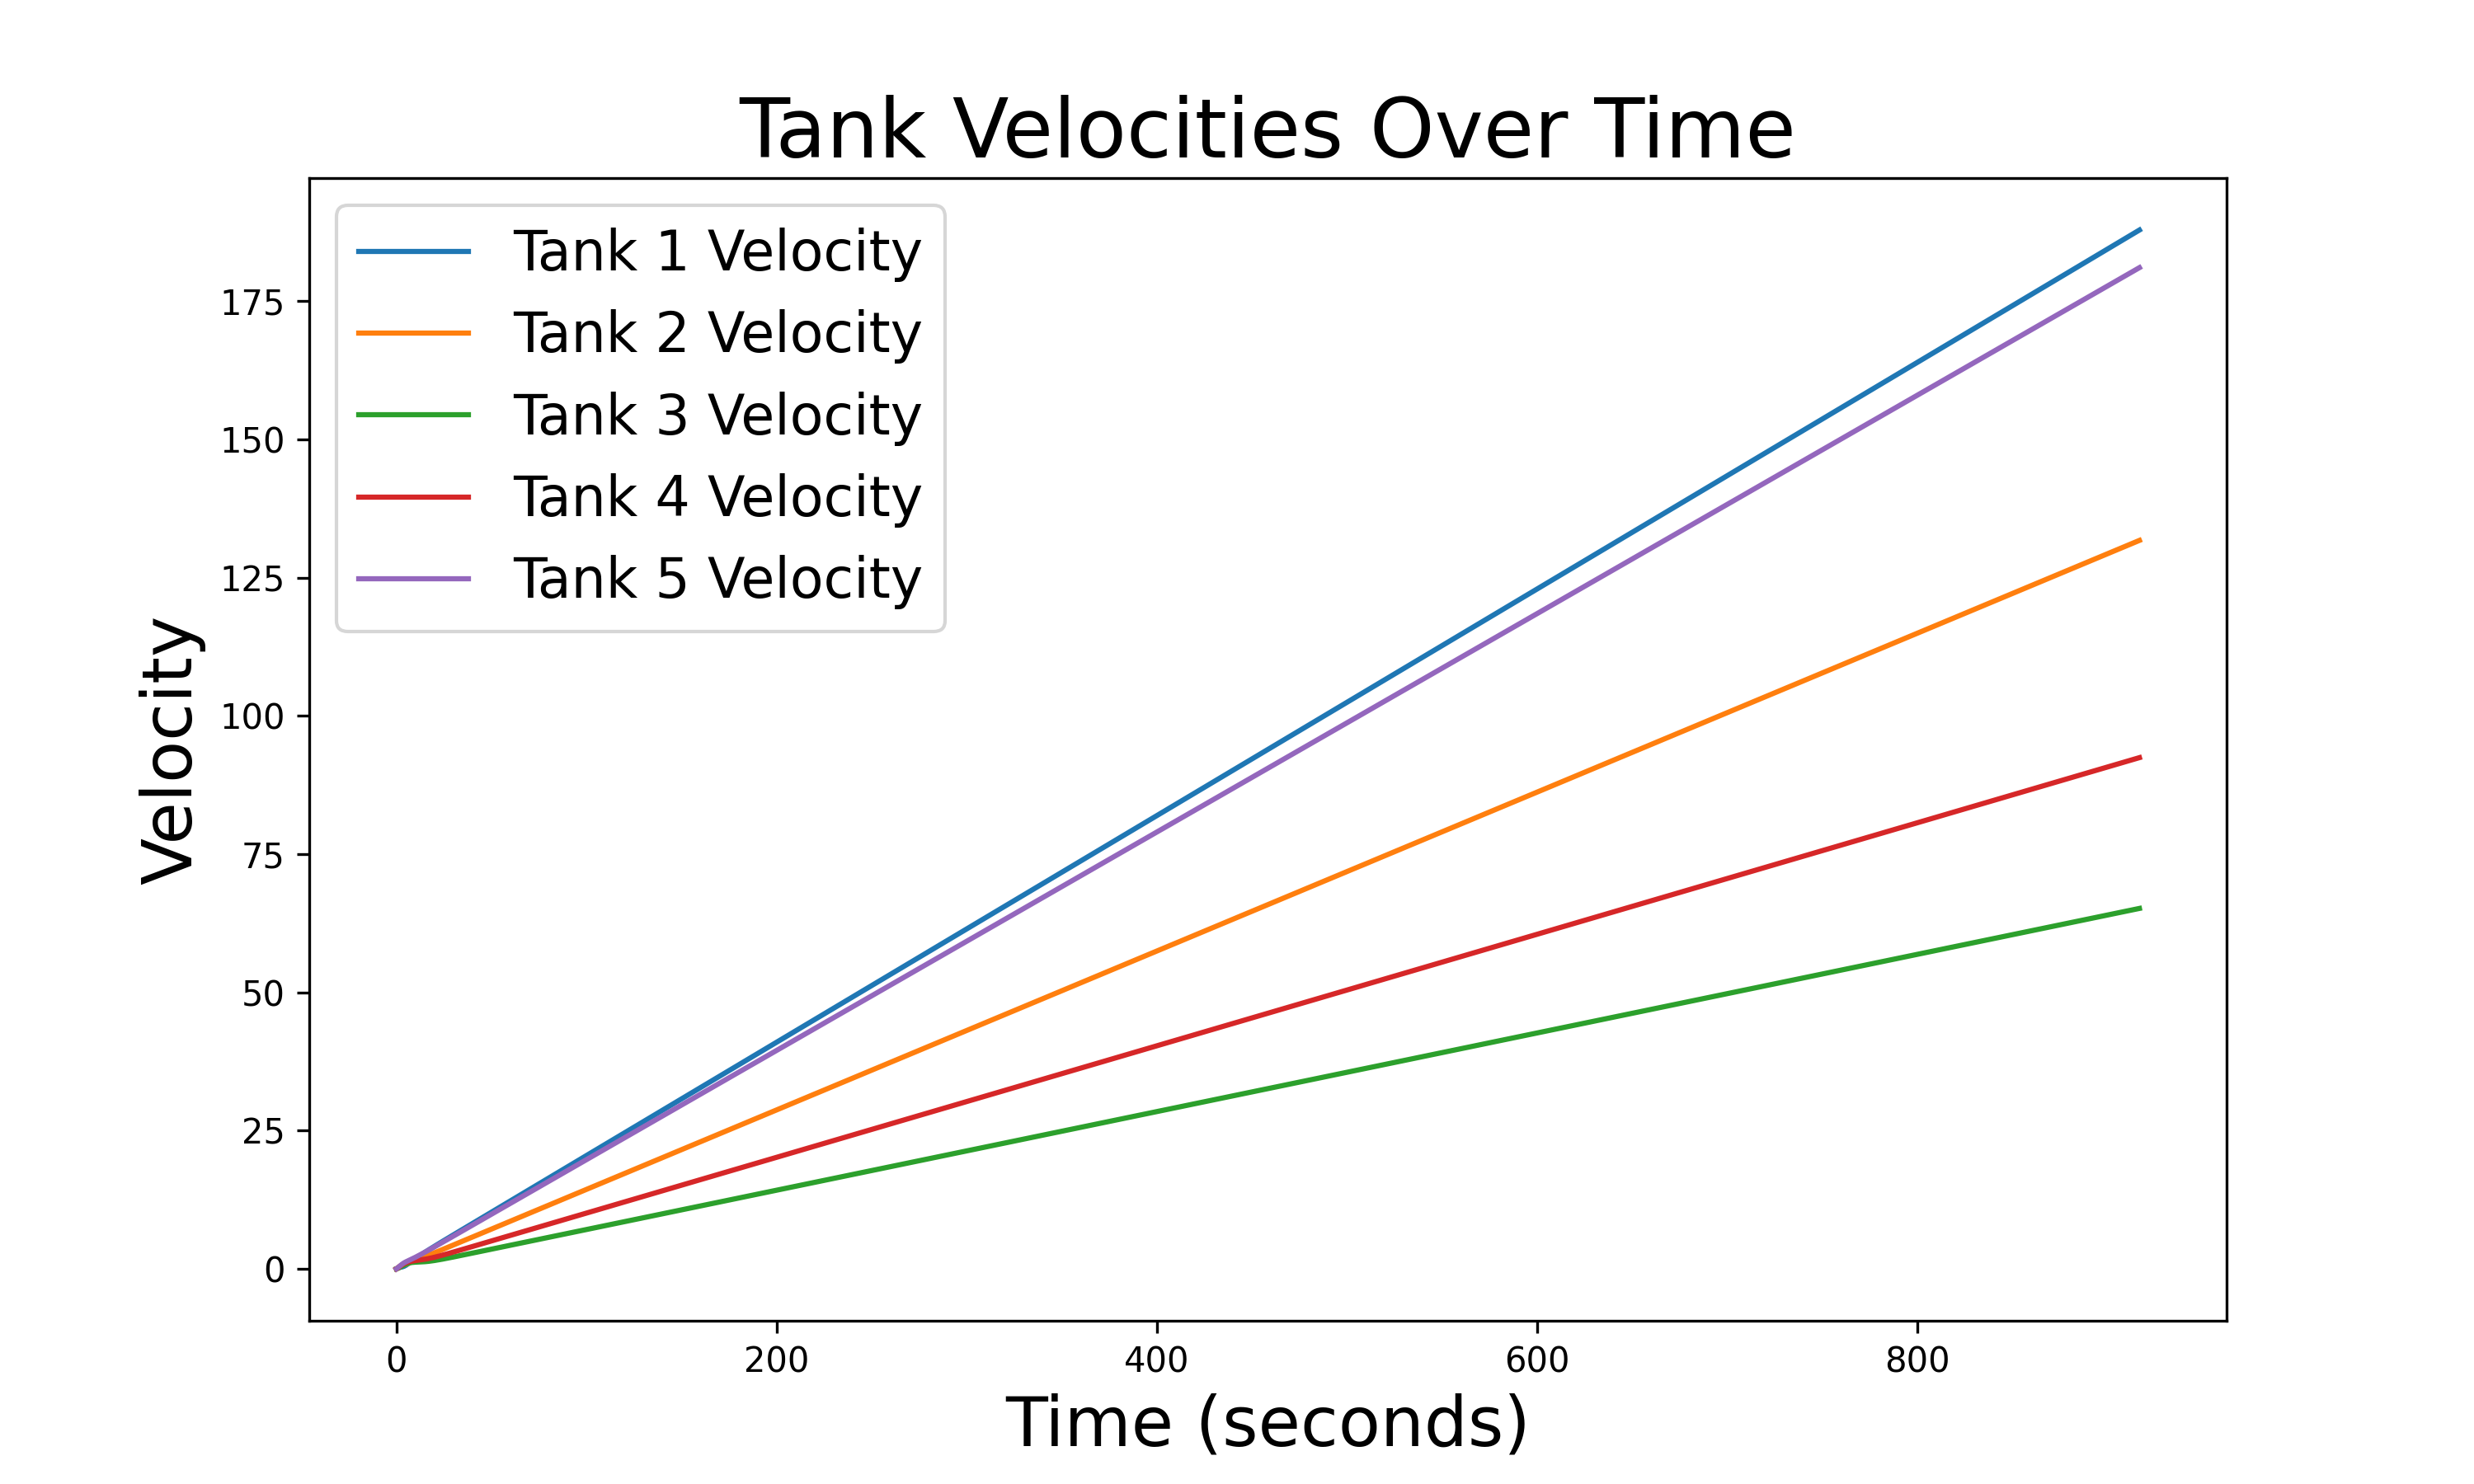 Tank Velocities Over Time
Tank 1 Velocity
Tank 2 Velocity
Tank 3 Velocity
Tank 4 Velocity
Tank 5 Velocity
Velocity
175
150
125
100
75
50
25
0
0 200 400 600 800
Time (seconds)